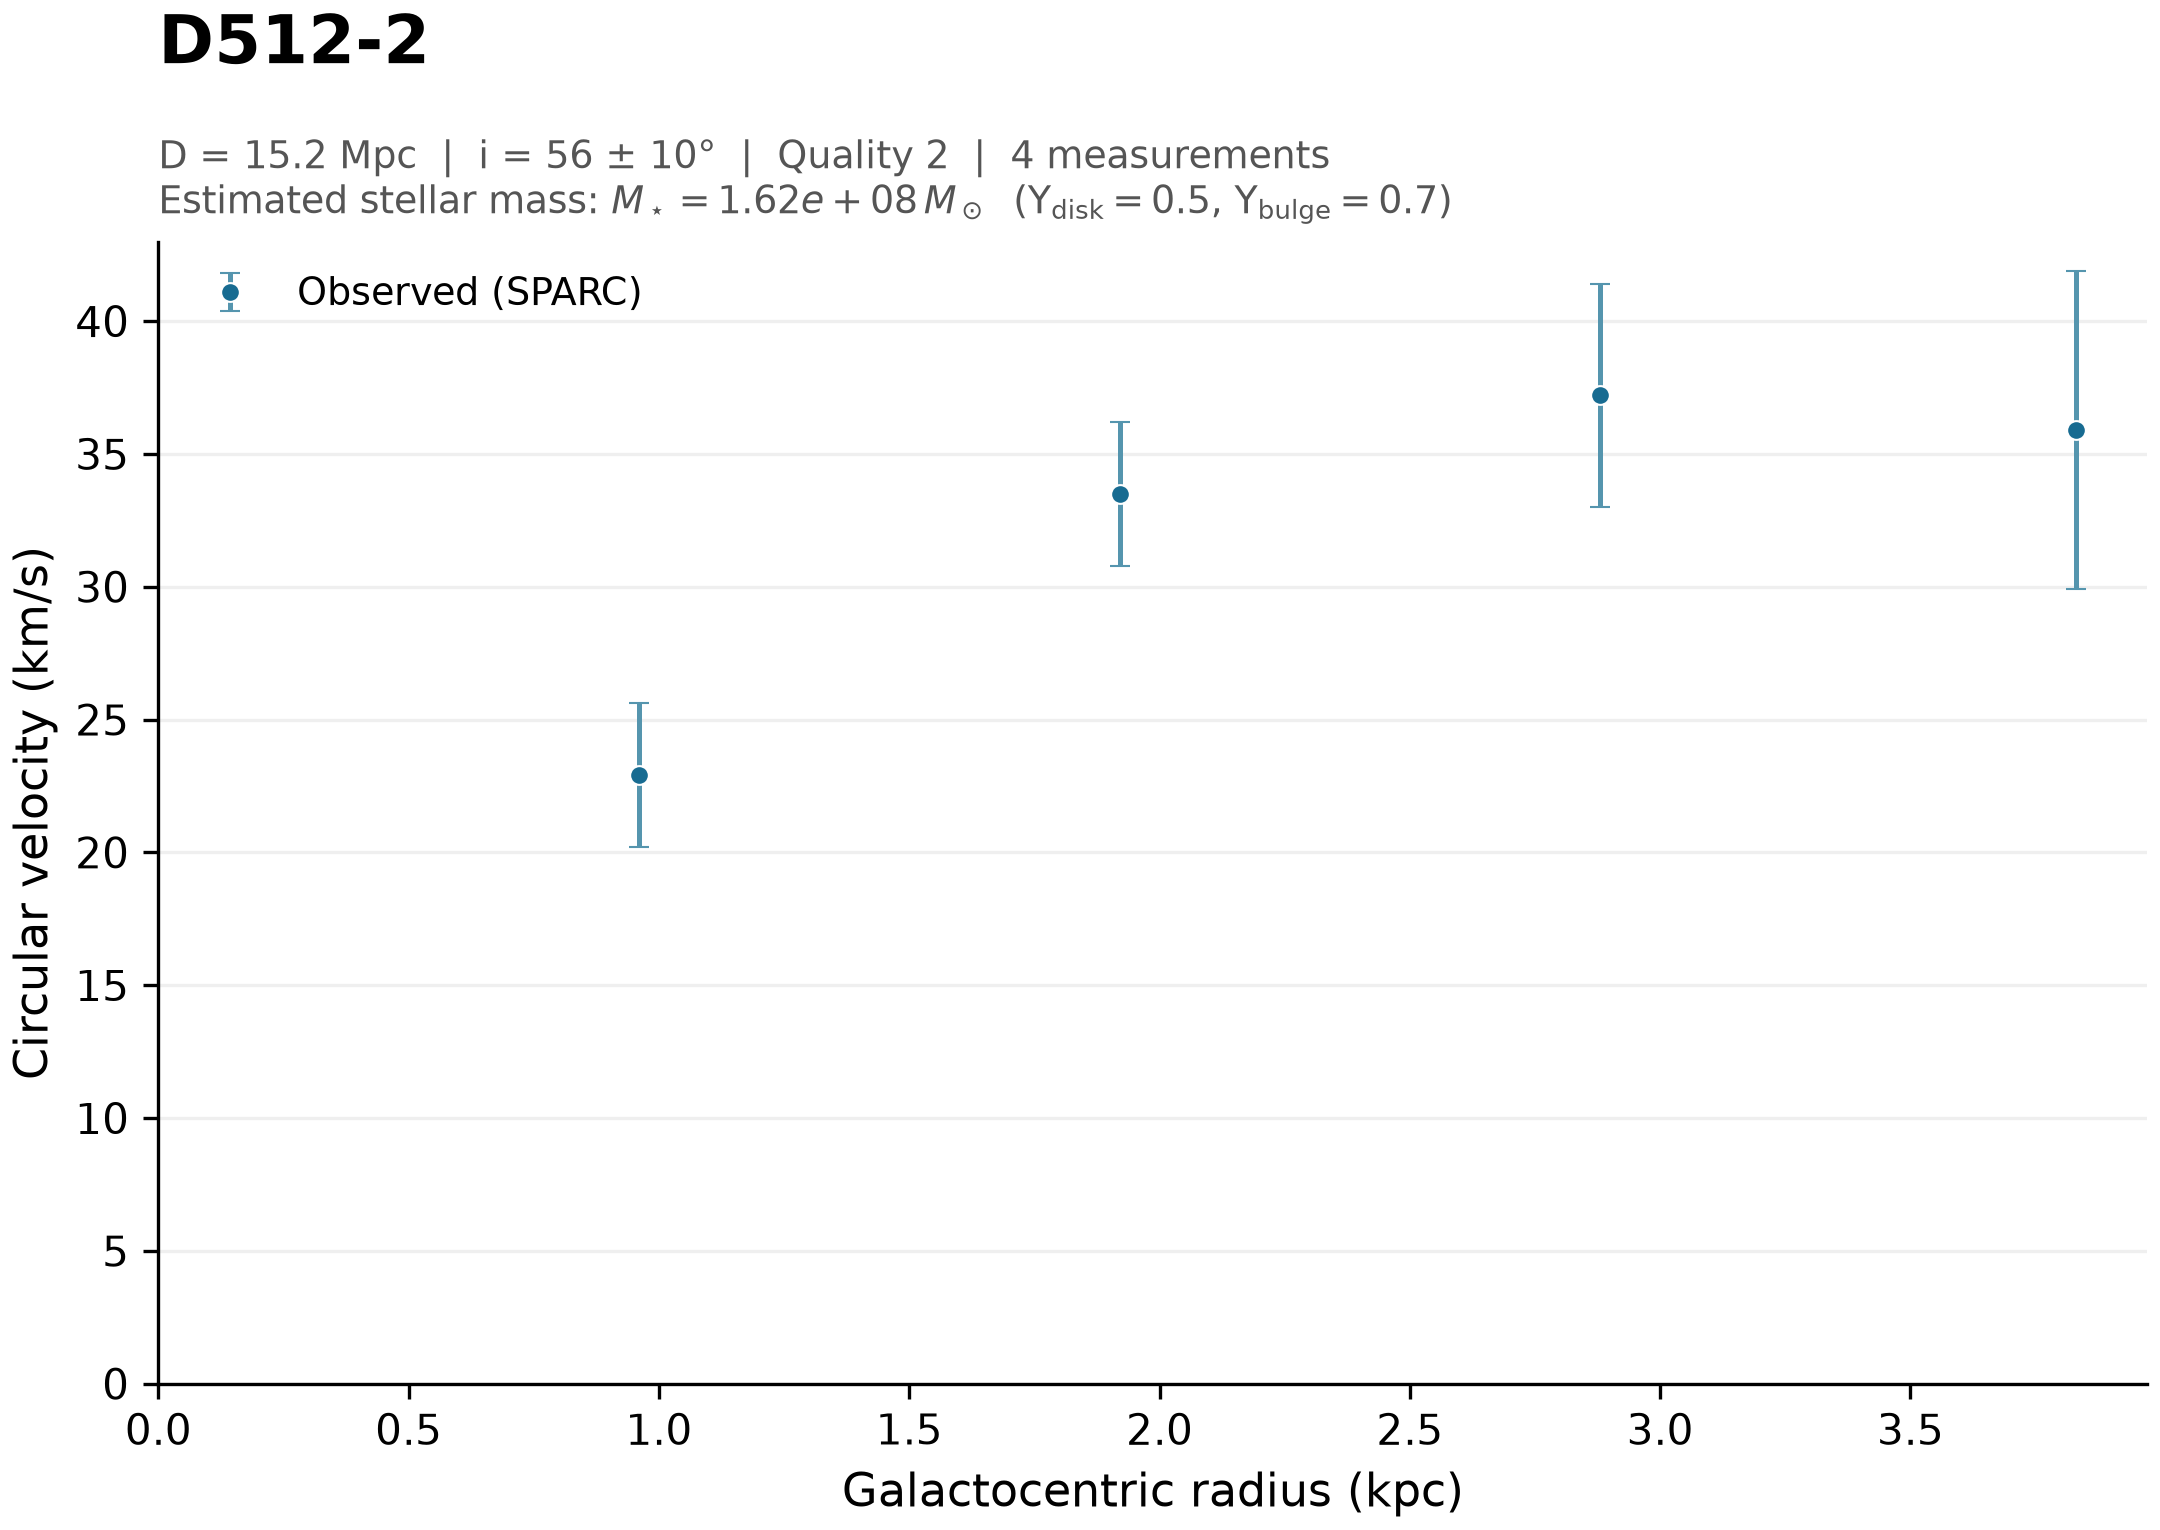 D512-2
D = 15.2 Mpc | i = 56 ± 10° | Quality 2 | 4 measurements
Estimated stellar mass: M⋆ = 1.62e + 08 M⊙ (Ydisk = 0.5, Ybulge = 0.7)
Observed (SPARC)
40
35
30
25
20
15
10
5
0
Circular velocity (km/s)
0.0 0.5 1.0 1.5 2.0 2.5 3.0 3.5
Galactocentric radius (kpc)